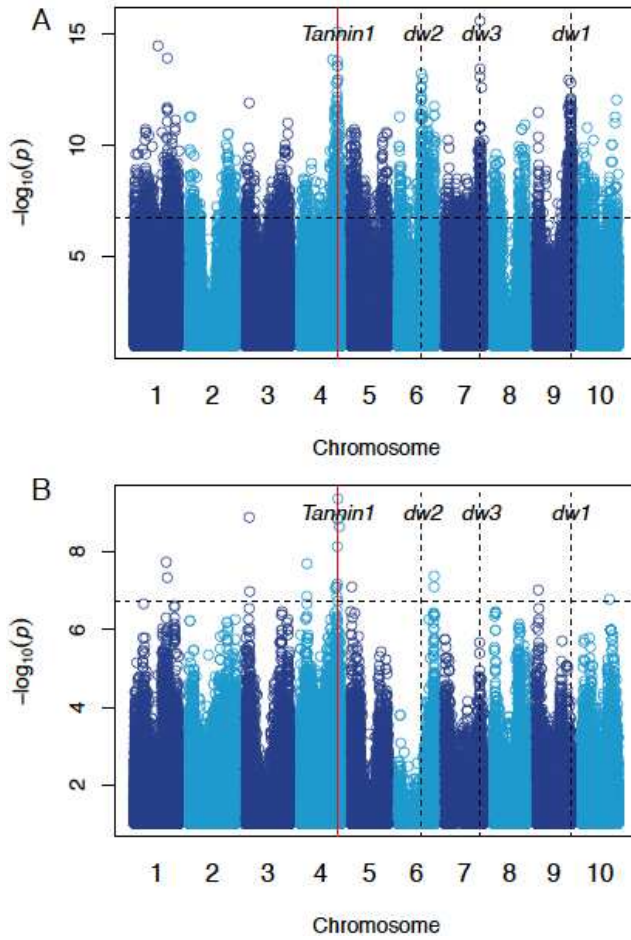 A
Tannin1 dw2 dw3 dw1
15
10
5
−log10(p)
1 2 3 4 5 6 7 8 9 10
Chromosome
B
Tannin1 dw2 dw3 dw1
8
6
4
2
−log10(p)
1 2 3 4 5 6 7 8 9 10
Chromosome